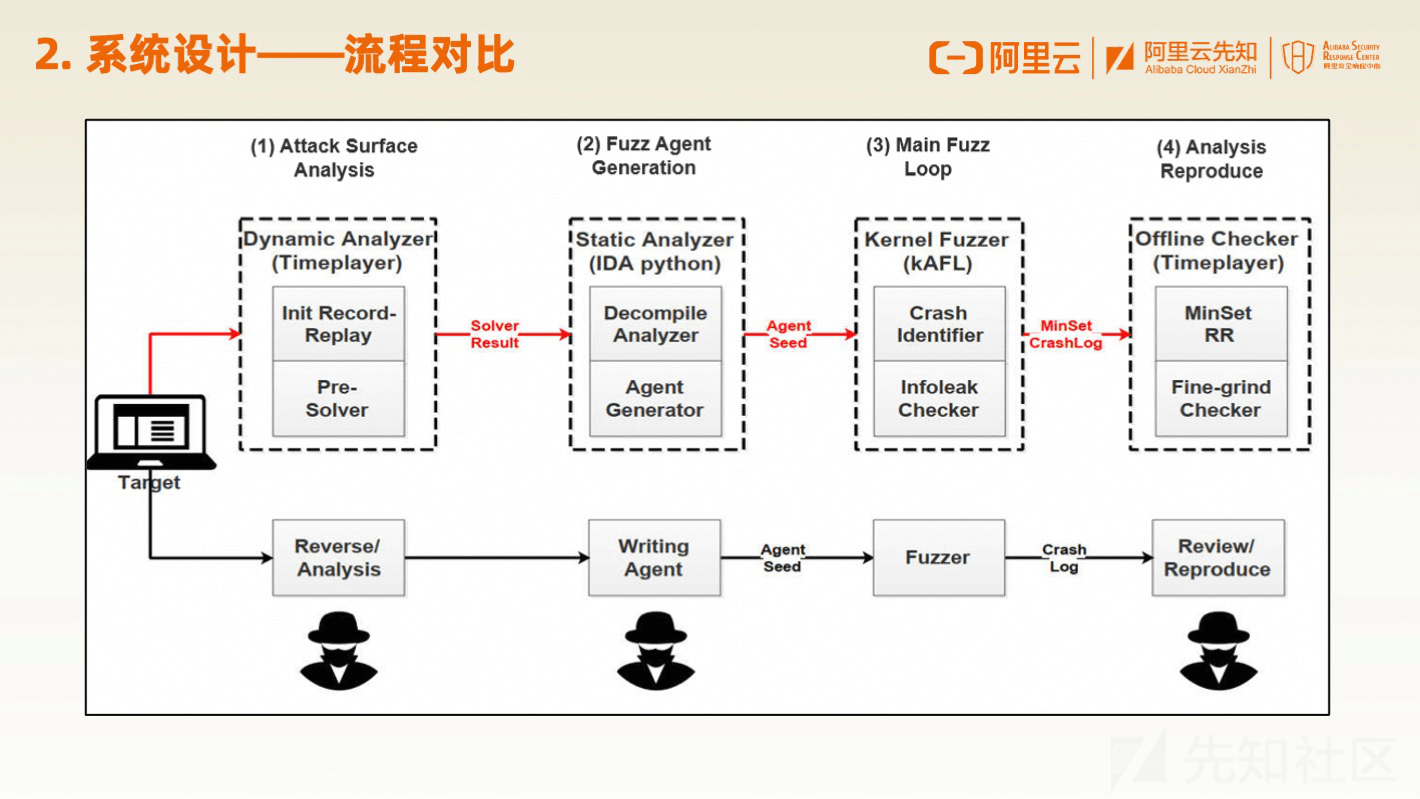 2. 系统设计——流程对比
阿里云
阿里云先知
Alibaba Cloud XianZhi
ALIBABA SECURITY
RESPONSE CENTER
阿里安全响应中心
(1) Attack Surface
Analysis
(2) Fuzz Agent
Generation
(3) Main Fuzz
Loop
(4) Analysis
Reproduce
Dynamic Analyzer
(Timeplayer)
Init Record-
Replay
Pre-
Solver
Solver
Result
Static Analyzer
(IDA python)
Decompile
Analyzer
Agent
Generator
Agent
Seed
Kernel Fuzzer
(kAFL)
Crash
Identifier
Infoleak
Checker
MinSet
CrashLog
Offline Checker
(Timeplayer)
MinSet
RR
Fine-grind
Checker
Target
Reverse/
Analysis
Writing
Agent
Agent
Seed
Fuzzer
Crash
Log
Review/
Reproduce
先知社区